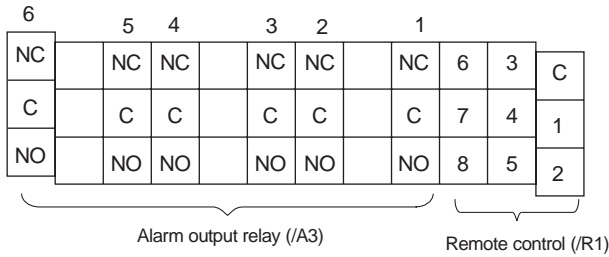 6 5 4 3 2 1
NC NC NC NC NC NC 6 3 C
C C C C C C 7 4 1
NO NO NO NO NO NO 8 5 2
Alarm output relay (/A3)
Remote control (/R1)